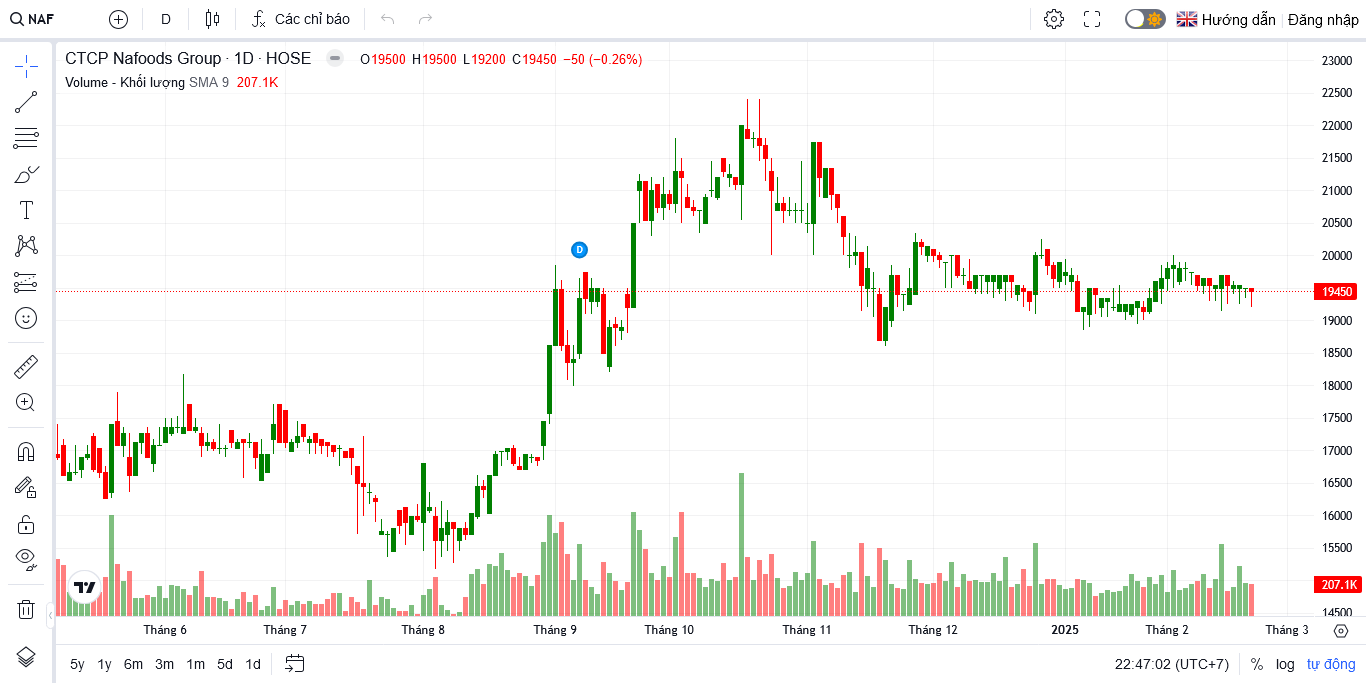 NAF D Các chỉ báo Hướng dẫn Đăng nhập
CTCP Nafoods Group · 1D · HOSE O19500 H19500 L19200 C19450 −50 (−0.26%)
Volume - Khối lượng SMA 9 207.1K
23000
22500
22000
21500
21000
20500
D
20000
19450
19000
18500
18000
17500
17000
16500
16000
15500
207.1K
14500
Tháng 6 Tháng 7 Tháng 8 Tháng 9 Tháng 10 Tháng 11 Tháng 12 2025 Tháng 2 Tháng 3
5y 1y 6m 3m 1m 5d 1d 22:47:02 (UTC+7) % log tự động